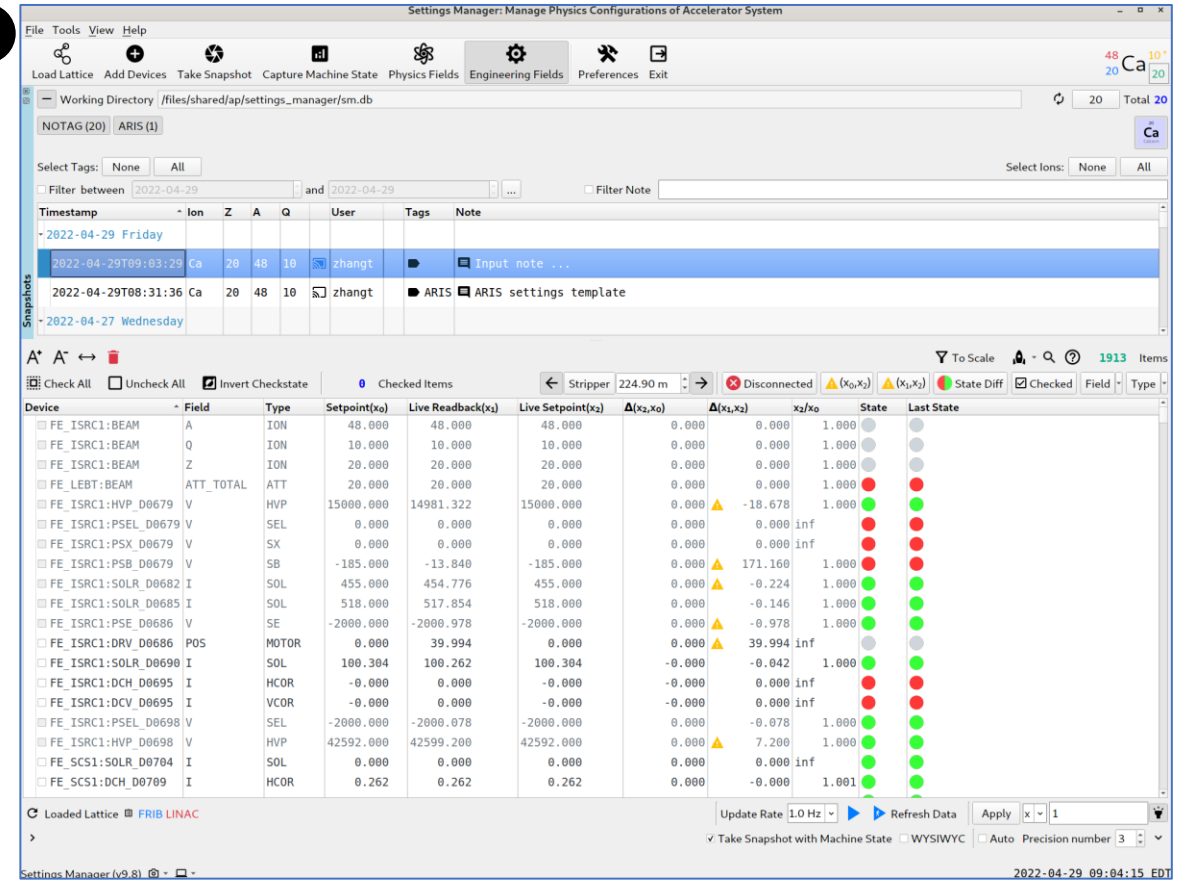 Settings Manager: Manage Physics Configurations of Accelerator System
File Tools View Help
Load Lattice Add Devices Take Snapshot Capture Machine State Physics Fields Engineering Fields Preferences Exit
48 20 Ca 10+ 20
Working Directory /files/shared/ap/settings_manager/sm.db 20 Total 20
NOTAG (20) ARIS (1) 20 Ca Calcium
Select Tags: None All Select Ions: None All
Filter between 2022-04-29 and 2022-04-29 ... Filter Note
Timestamp Ion Z A Q User Tags Note
2022-04-29 Friday
2022-04-29T09:03:29 Ca 20 48 10 zhangt Input note ...
2022-04-29T08:31:36 Ca 20 48 10 zhangt ARIS ARIS settings template
2022-04-27 Wednesday
Snapshots
A+ A- To Scale 1913 Items
Check All Uncheck All Invert Checkstate 0 Checked Items Stripper 224.90 m Disconnected (x₀,x₂) (x₁,x₂) State Diff Checked Field Type
Device Field Type Setpoint(x₀) Live Readback(x₁) Live Setpoint(x₂) Δ(x₂,x₀) Δ(x₁,x₂) x₂/x₀ State Last State
FE_ISRC1:BEAM A ION 48.000 48.000 48.000 0.000 0.000 1.000
FE_ISRC1:BEAM Q ION 10.000 10.000 10.000 0.000 0.000 1.000
FE_ISRC1:BEAM Z ION 20.000 20.000 20.000 0.000 0.000 1.000
FE_LEBT:BEAM ATT_TOTAL ATT 20.000 20.000 20.000 0.000 0.000 1.000
FE_ISRC1:HVP_D0679 V HVP 15000.000 14981.322 15000.000 0.000 -18.678 1.000
FE_ISRC1:PSEL_D0679 V SEL 0.000 0.000 0.000 0.000 0.000 inf
FE_ISRC1:PSX_D0679 V SX 0.000 0.000 0.000 0.000 0.000 inf
FE_ISRC1:PSB_D0679 V SB -185.000 -13.840 -185.000 0.000 171.160 1.000
FE_ISRC1:SOLR_D0682 I SOL 455.000 454.776 455.000 0.000 -0.224 1.000
FE_ISRC1:SOLR_D0685 I SOL 518.000 517.854 518.000 0.000 -0.146 1.000
FE_ISRC1:PSE_D0686 V SE -2000.000 -2000.978 -2000.000 0.000 -0.978 1.000
FE_ISRC1:DRV_D0686 POS MOTOR 0.000 39.994 0.000 0.000 39.994 inf
FE_ISRC1:SOLR_D0690 I SOL 100.304 100.262 100.304 -0.000 -0.042 1.000
FE_ISRC1:DCH_D0695 I HCOR -0.000 0.000 -0.000 -0.000 0.000 inf
FE_ISRC1:DCV_D0695 I VCOR -0.000 0.000 -0.000 -0.000 0.000 inf
FE_ISRC1:PSEL_D0698 V SEL -2000.000 -2000.078 -2000.000 0.000 -0.078 1.000
FE_ISRC1:HVP_D0698 V HVP 42592.000 42599.200 42592.000 0.000 7.200 1.000
FE_SCS1:SOLR_D0704 I SOL 0.000 0.000 0.000 0.000 0.000 inf
FE_SCS1:DCH_D0709 I HCOR 0.262 0.262 0.262 0.000 -0.000 1.001
Loaded Lattice FRIB LINAC Update Rate 1.0 Hz Refresh Data Apply x 1
Take Snapshot with Machine State WYSIWYC Auto Precision number 3
Settings Manager (v9.8) 2022-04-29 09:04:15 EDT